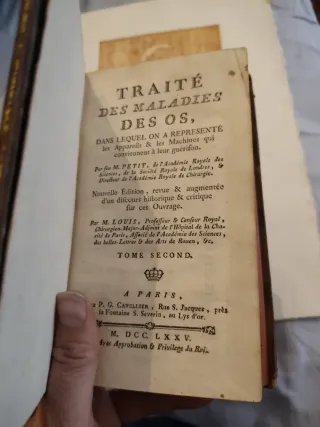 TRAITÉ
DES MALADIES
DES OS,
DANS LEQUEL ON A REPRESENTÉ
les Appareils & les Machines qui
conviennent à leur guérison.
Par feu M. PETIT, de l'Académie Royale des
Sciences, de la Société Royale de Londres, &
Directeur de l'Académie Royale de Chirurgie.
Nouvelle Edition, revue & augmentée
d'un discours historique & critique
sur cet Ouvrage.
Par M. LOUIS, Professeur & Censeur Royal,
Chirurgien-Major-Adjoint de l'Hôpital de la Cha-
rité de Paris, Associé de l'Académie des Sciences,
des belles-Lettres & des Arts de Rouen, &c.
TOME SECOND.
A PARIS,
P. G. CAVELIER, Rue S. Jacques, près
la Fontaine S. Severin, au Lys d'or.
M. DCC. LXXV.
Avec Approbation & Privilege du Roi.